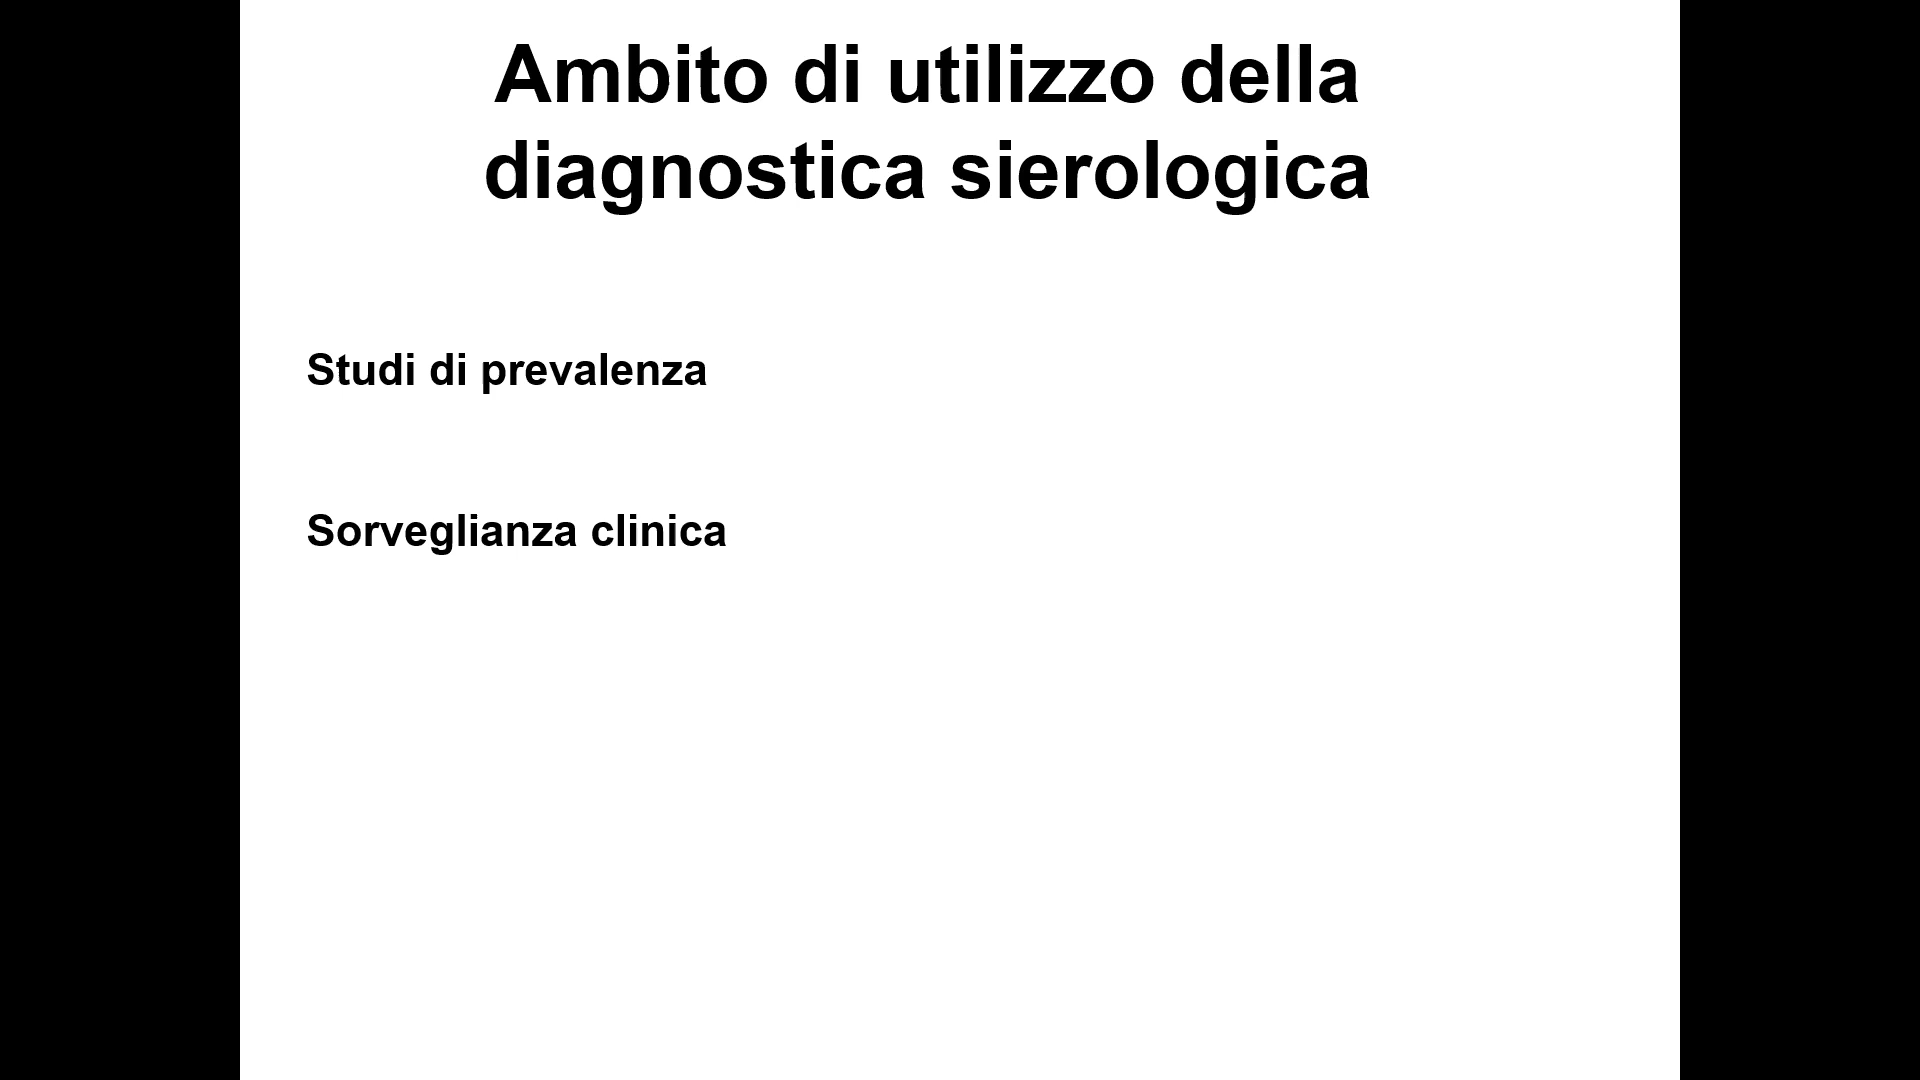 Ambito di utilizzo della
diagnostica sierologica
Studi di prevalenza
Sorveglianza clinica